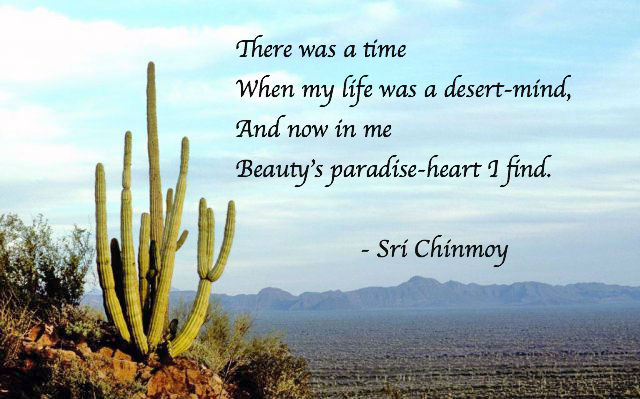 There was a time
When my life was a desert-mind,
And now in me
Beauty's paradise-heart I find.
- Sri Chinmoy